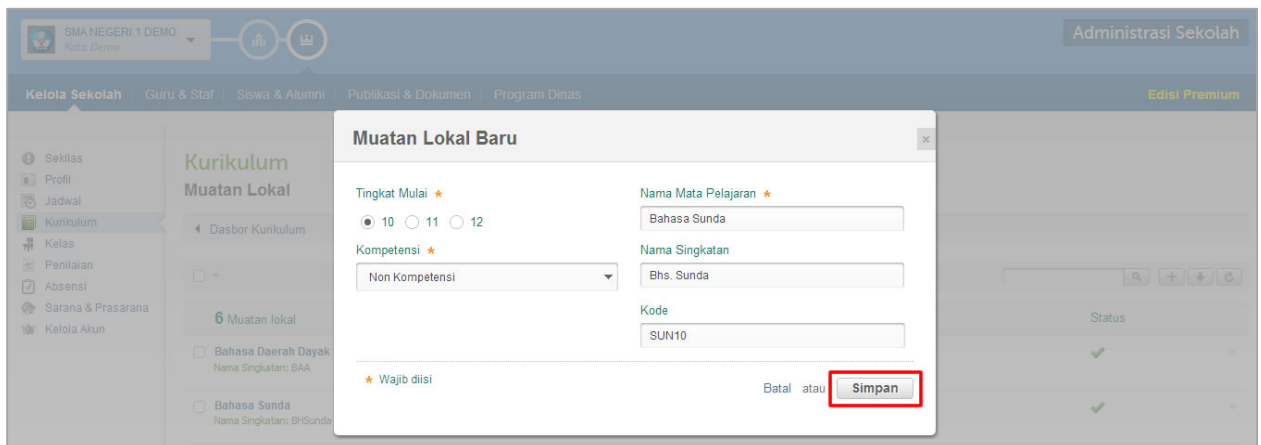 SMA NEGERI 1 DEMO
Kota Demo
Administrasi Sekolah
Kelola Sekolah
Guru & Staf
Siswa & Alumni
Publikasi & Dokumen
Program Dinas
Edisi Premium
Sekilas
Profil
Jadwal
Kurikulum
Kelas
Penilaian
Absensi
Sarana & Prasarana
Kelola Akun
Kurikulum
Muatan Lokal
Dasbor Kurikulum
6 Muatan lokal
Status
Bahasa Daerah Dayak
Nama Singkatan: BAA
Bahasa Sunda
Nama Singkatan: BHSunda
Muatan Lokal Baru
×
Tingkat Mulai *
10 11 12
Kompetensi *
Non Kompetensi
Nama Mata Pelajaran *
Bahasa Sunda
Nama Singkatan
Bhs. Sunda
Kode
SUN10
* Wajib diisi
Batal atau Simpan